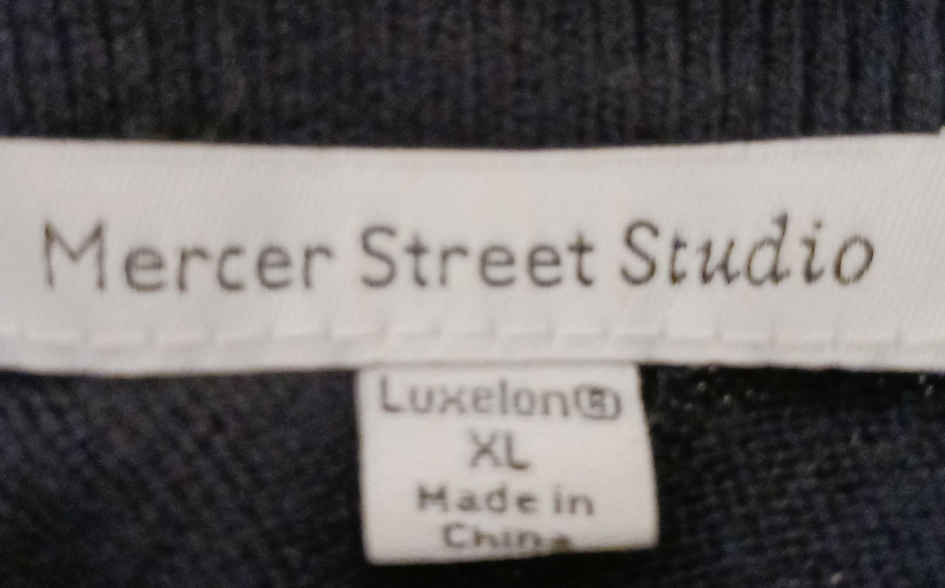 Mercer Street Studio
Luxelon®
XL
Made in
China